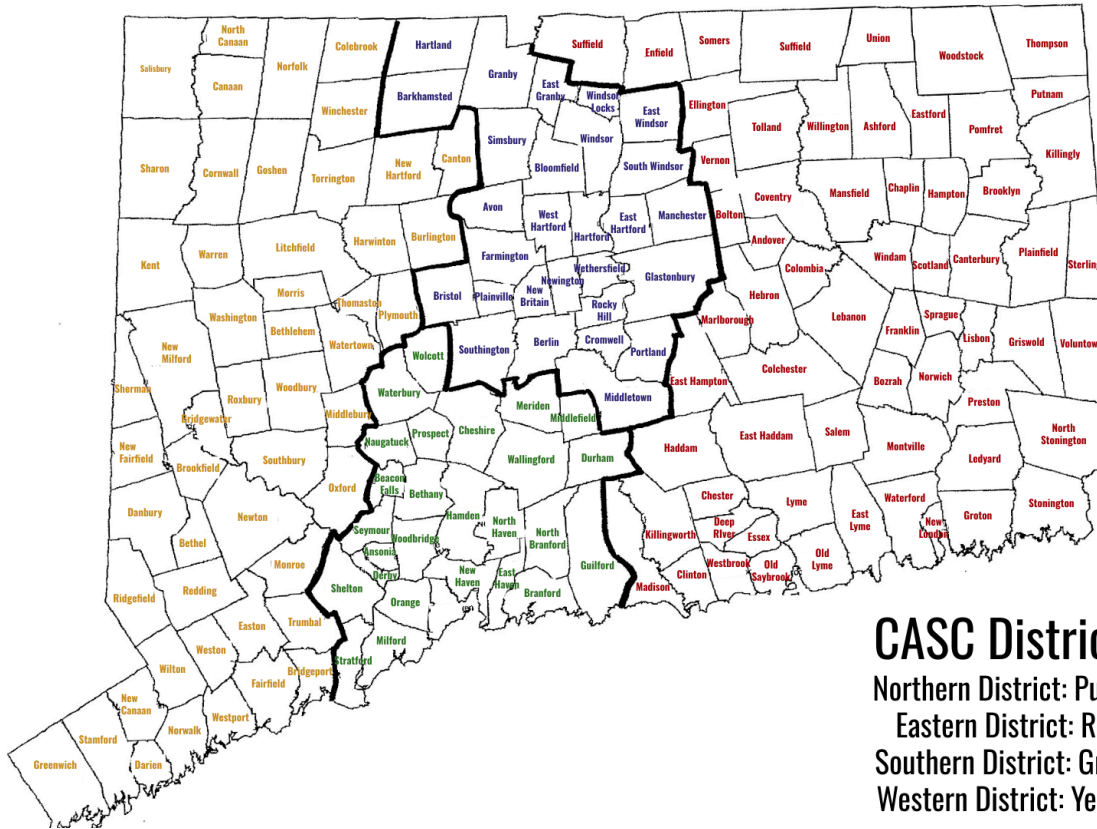 Salisbury
North
Canaan
Canaan
Norfolk
Colebrook
Winchester
Hartland
Barkhamsted
Granby
East
Granby
Suffield
Windsor
Locks
Enfield
East
Windsor
Somers
Suffield
Union
Woodstock
Thompson
Putnam
Ellington
Tolland
Willington
Ashford
Eastford
Pomfret
Killingly
Sharon
Cornwall
Goshen
Torrington
New
Hartford
Canton
Simsbury
Bloomfield
Windsor
South Windsor
Vernon
Coventry
Mansfield
Chaplin
Hampton
Brooklyn
Avon
West
Hartford
Hartford
East
Hartford
Manchester
Bolton
Andover
Kent
Warren
Litchfield
Harwinton
Burlington
Farmington
Wethersfield
Glastonbury
Hebron
Colombia
Windam
Scotland
Canterbury
Plainfield
Sterling
Morris
Washington
Bethlehem
Thomaston
Plymouth
Watertown
Bristol
Plainville
New
Britain
Newington
Rocky
Hill
Cromwell
Berlin
Southington
Portland
Middletown
Marlborough
East Hampton
Colchester
Lebanon
Franklin
Sprague
Lisbon
Griswold
Voluntow
Bozrah
Norwich
Preston
North
Stonington
New
Milford
Sherman
Bridgewater
Roxbury
Woodbury
Middlebury
Wolcott
Waterbury
Naugatuck
Prospect
Cheshire
Meriden
Middlefield
Wallingford
Durham
Haddam
East Haddam
Salem
Montville
Ledyard
New
Fairfield
Brookfield
Southbury
Oxford
Beacon
Falls
Bethany
Danbury
Newton
Bethel
Seymour
Ansonia
Derby
Woodbridge
Hamden
North
Haven
North
Branford
Guilford
Killingworth
Chester
Deep
RIver
Essex
Lyme
East
Lyme
Waterford
New
London
Groton
Stonington
Madison
Clinton
Westbrook
Old
Saybrook
Old
Lyme
Ridgefield
Redding
Monroe
Shelton
Orange
New
Haven
East
Haven
Branford
Milford
Stratford
Trumbal
Easton
Weston
Wilton
Fairfield
Bridgeport
New
Canaan
Norwalk
Westport
Stamford
Darien
Greenwich
CASC Distric
Northern District: Pu
Eastern District: R
Southern District: Gr
Western District: Ye